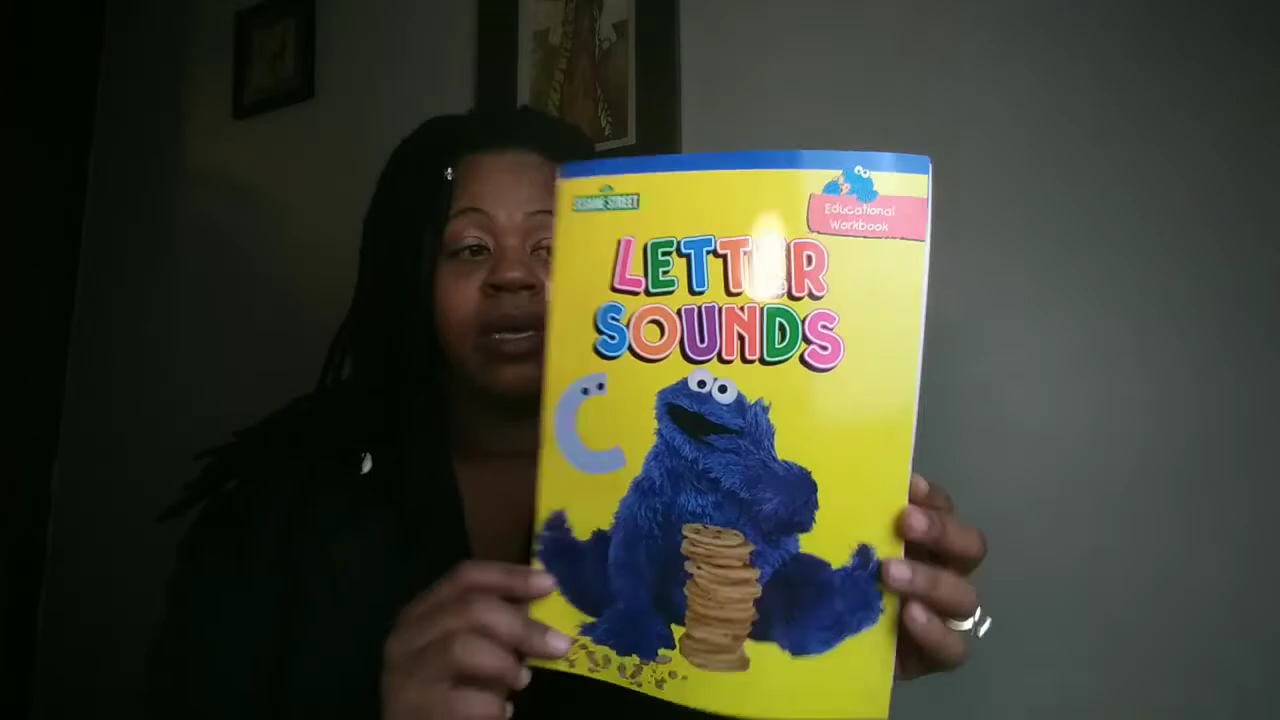 SESAME STREET
Educational
Workbook
LETTER
SOUNDS
C